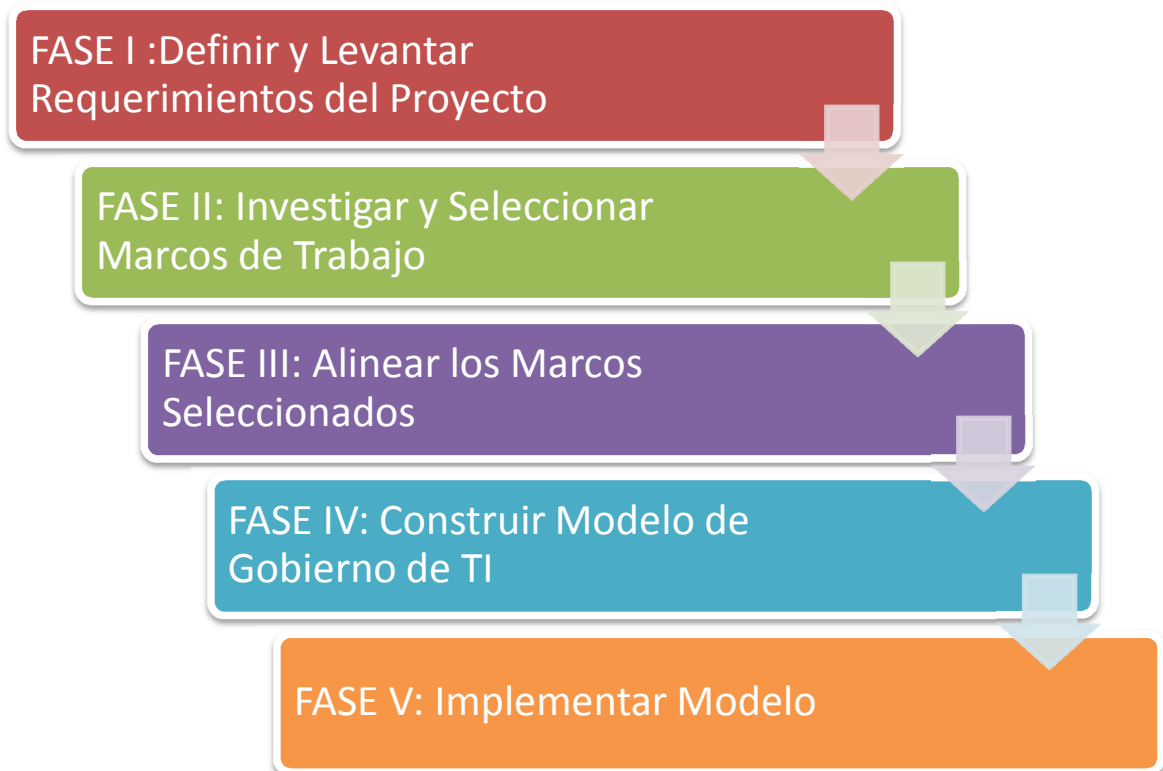 FASE I :Definir y Levantar
Requerimientos del Proyecto
FASE II: Investigar y Seleccionar
Marcos de Trabajo
FASE III: Alinear los Marcos
Seleccionados
FASE IV: Construir Modelo de
Gobierno de TI
FASE V: Implementar Modelo